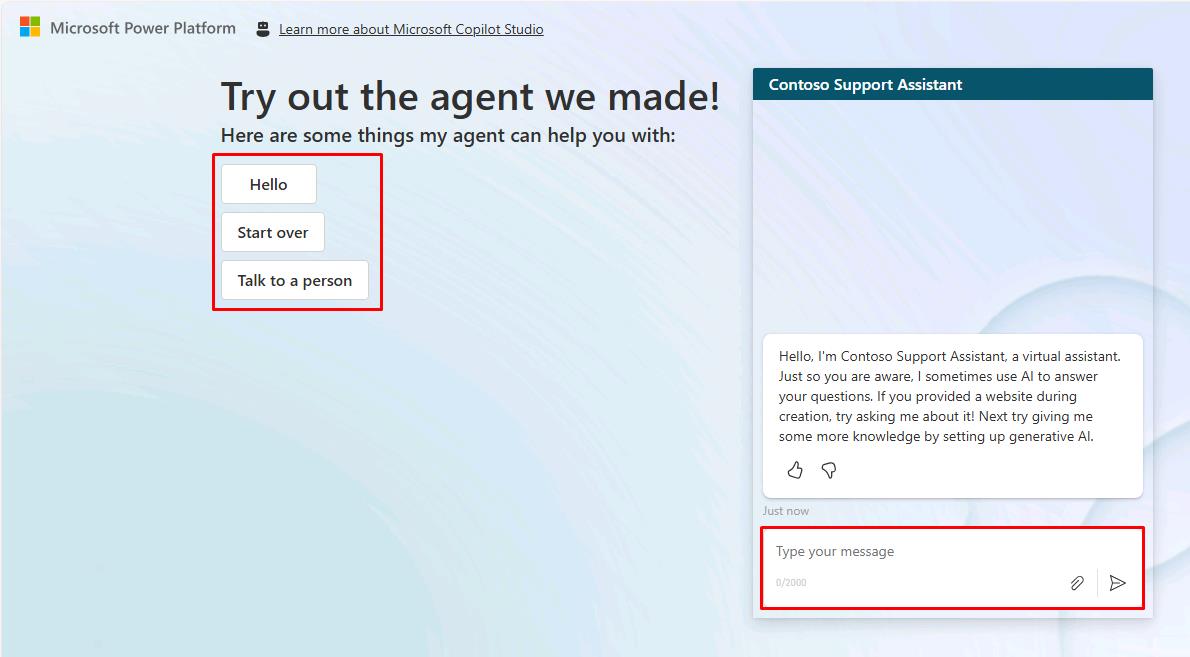 Microsoft Power Platform
Learn more about Microsoft Copilot Studio
Try out the agent we made!
Here are some things my agent can help you with:
Hello
Start over
Talk to a person
Contoso Support Assistant
Hello, I'm Contoso Support Assistant, a virtual assistant.
Just so you are aware, I sometimes use AI to answer
your questions. If you provided a website during
creation, try asking me about it! Next try giving me
some more knowledge by setting up generative AI.
Just now
Type your message
0/2000